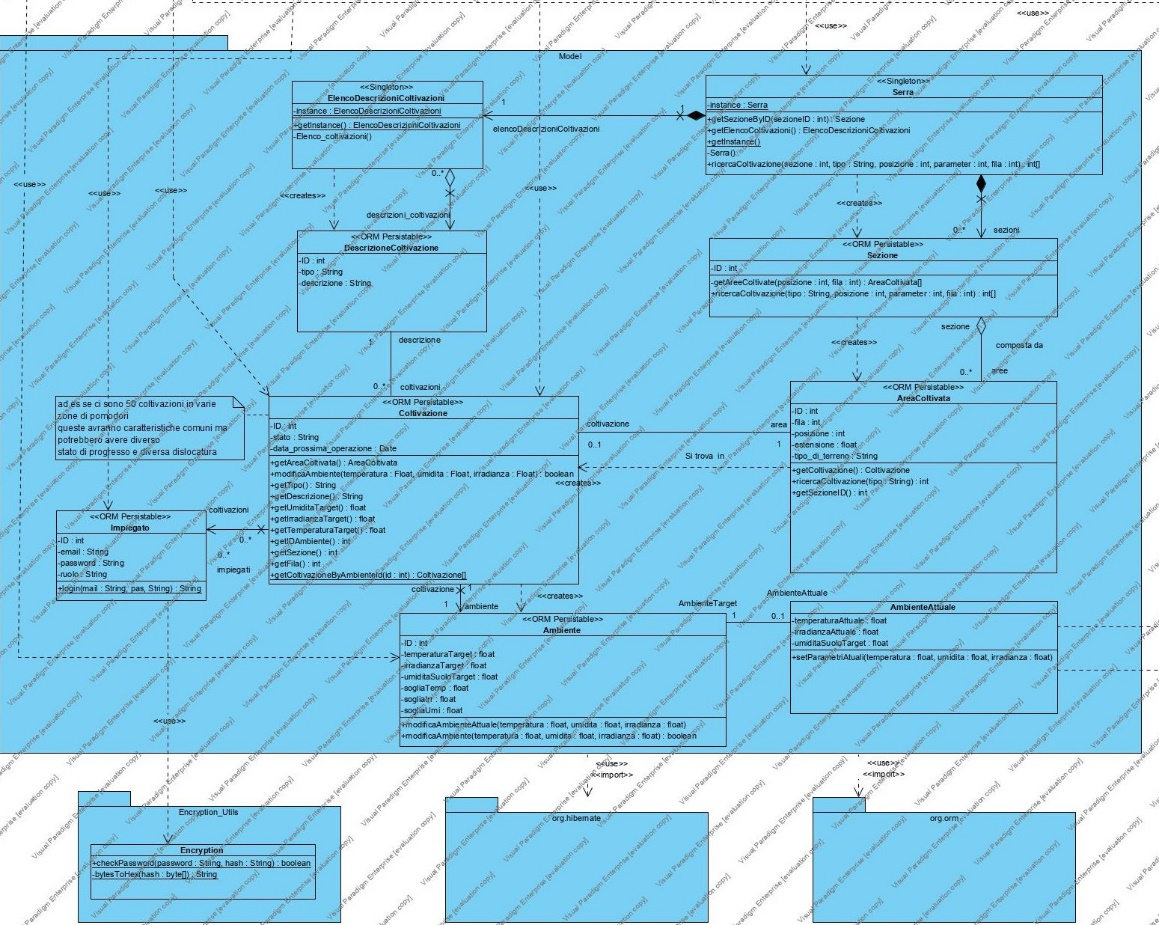 <<use>>
<<use>>
Model
<<Singleton>>
ElencoDescrizioniColtivazioni
-instance : ElencoDescrizioniColtivazioni
+getInstance() : ElencoDescrizioniColtivazioni
-Elenco_coltivazioni()
1
1
elencoDescrizioniColtivazioni
<<Singleton>>
Serra
-instance : Serra
+getSezioneByID(sezioneID : int) : Sezione
+getElencoColtivazioni() : ElencoDescrizioniColtivazioni
+getInstance()
-Serra()
+ricercaColtivazione(sezione : int, tipo : String, posizione : int, parameter : int, fila : int) : int[]
<<use>>
<<use>>
<<use>>
<<use>>
<<creates>>
0..*
descrizioni_coltivazioni
<<creates>>
0..*
sezioni
<<ORM Persistable>>
DescrizioneColtivazione
-ID : int
-tipo : String
-descrizione : String
<<ORM Persistable>>
Sezione
-ID : int
-getAreeColtivate(posizione : int, fila : int) : AreaColtivata[]
+ricercaColtivazione(tipo : String, posizione : int, parameter : int, fila : int) : int[]
1
descrizione
0..*
coltivazioni
<<creates>>
sezione
composta da
0..*
aree
ad es se ci sono 50 coltivazioni in varie
zone di pomodori
queste avranno caratteristiche comuni ma
potrebbero avere diverso
stato di progresso e diversa dislocatura
<<ORM Persistable>>
Coltivazione
-ID : int
-stato : String
-data_prossima_operazione : Date
+getAreaColtivata() : AreaColtivata
+modificaAmbiente(temperatura : Float, umidita : Float, irradianza : Float) : boolean
+getTipo() : String
+getDescrizione() : String
+getUmiditaTarget() : float
+getIrradianzaTarget() : float
+getTemperaturaTarget() : float
+getIDAmbiente() : int
+getSezione() : int
+getFila() : int
+getColtivazioneByAmbienteId(id : int) : Coltivazione[]
coltivazione
0..1
area
1
Si trova in
<<creates>>
<<ORM Persistable>>
AreaColtivata
-ID : int
-fila : int
-posizione : int
-estensione : float
-tipo_di_terreno : String
+getColtivazione() : Coltivazione
+ricercaColtivazione(tipo : String) : int
+getSezioneID() : int
<<ORM Persistable>>
Impiegato
-ID : int
-email : String
-password : String
-ruolo : String
+login(mail : String, pas, String) : String
coltivazioni
0..*
0..*
impiegati
coltivazione
1
1
ambiente
<<creates>>
<<ORM Persistable>>
Ambiente
-ID : int
-temperaturaTarget : float
-irradianzaTarget : float
-umiditaSuoloTarget : float
-sogliaTemp : float
-sogliaIrr : float
-sogliaUmi : float
+modificaAmbienteAttuale(temperatura : float, umidita : float, irradianza : float)
+modificaAmbiente(temperatura : float, umidita : float, irradianza : float) : boolean
AmbienteTarget
1
AmbienteAttuale
0..1
AmbienteAttuale
-temperaturaAttuale : float
-irradianzaAttuale : float
-umiditaSuoloAttuale : float
+setParametriAtuali(temperatura : float, umidita : float, irradianza : float)
<<use>>
<<use>>
<<import>>
<<use>>
<<import>>
Encryption_Utils
Encryption
+checkPassword(password : String, hash : String) : boolean
-bytesToHex(hash : byte[]) : String
org.hibernate
org.orm